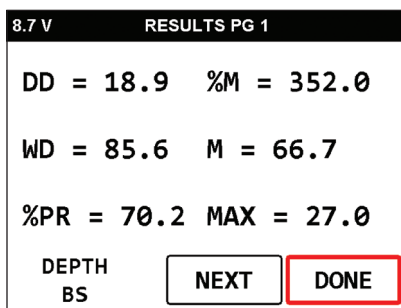 8.7 V RESULTS PG 1
DD = 18.9 %M = 352.0
WD = 85.6 M = 66.7
%PR = 70.2 MAX = 27.0
DEPTH
BS
NEXT
DONE